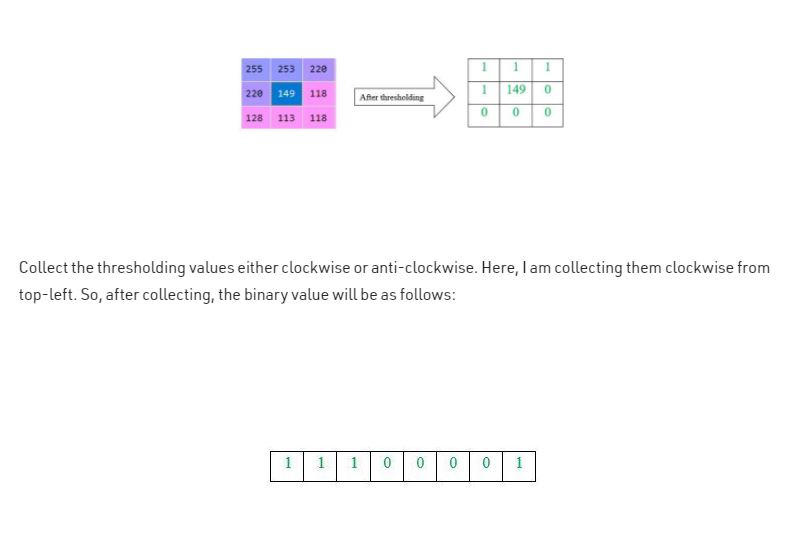 255 253 220 1 1 1
220 149 118 After thresholding 1 149 0
128 113 118 0 0 0
Collect the thresholding values either clockwise or anti-clockwise. Here, I am collecting them clockwise from
top-left. So, after collecting, the binary value will be as follows:
1 1 1 0 0 0 0 1